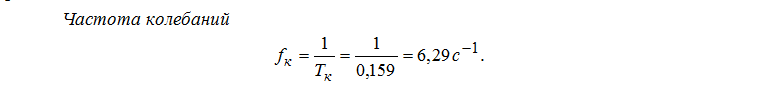 Частота колебаний
f_к = 1/T_к = 1/0,159 = 6,29 с⁻¹.